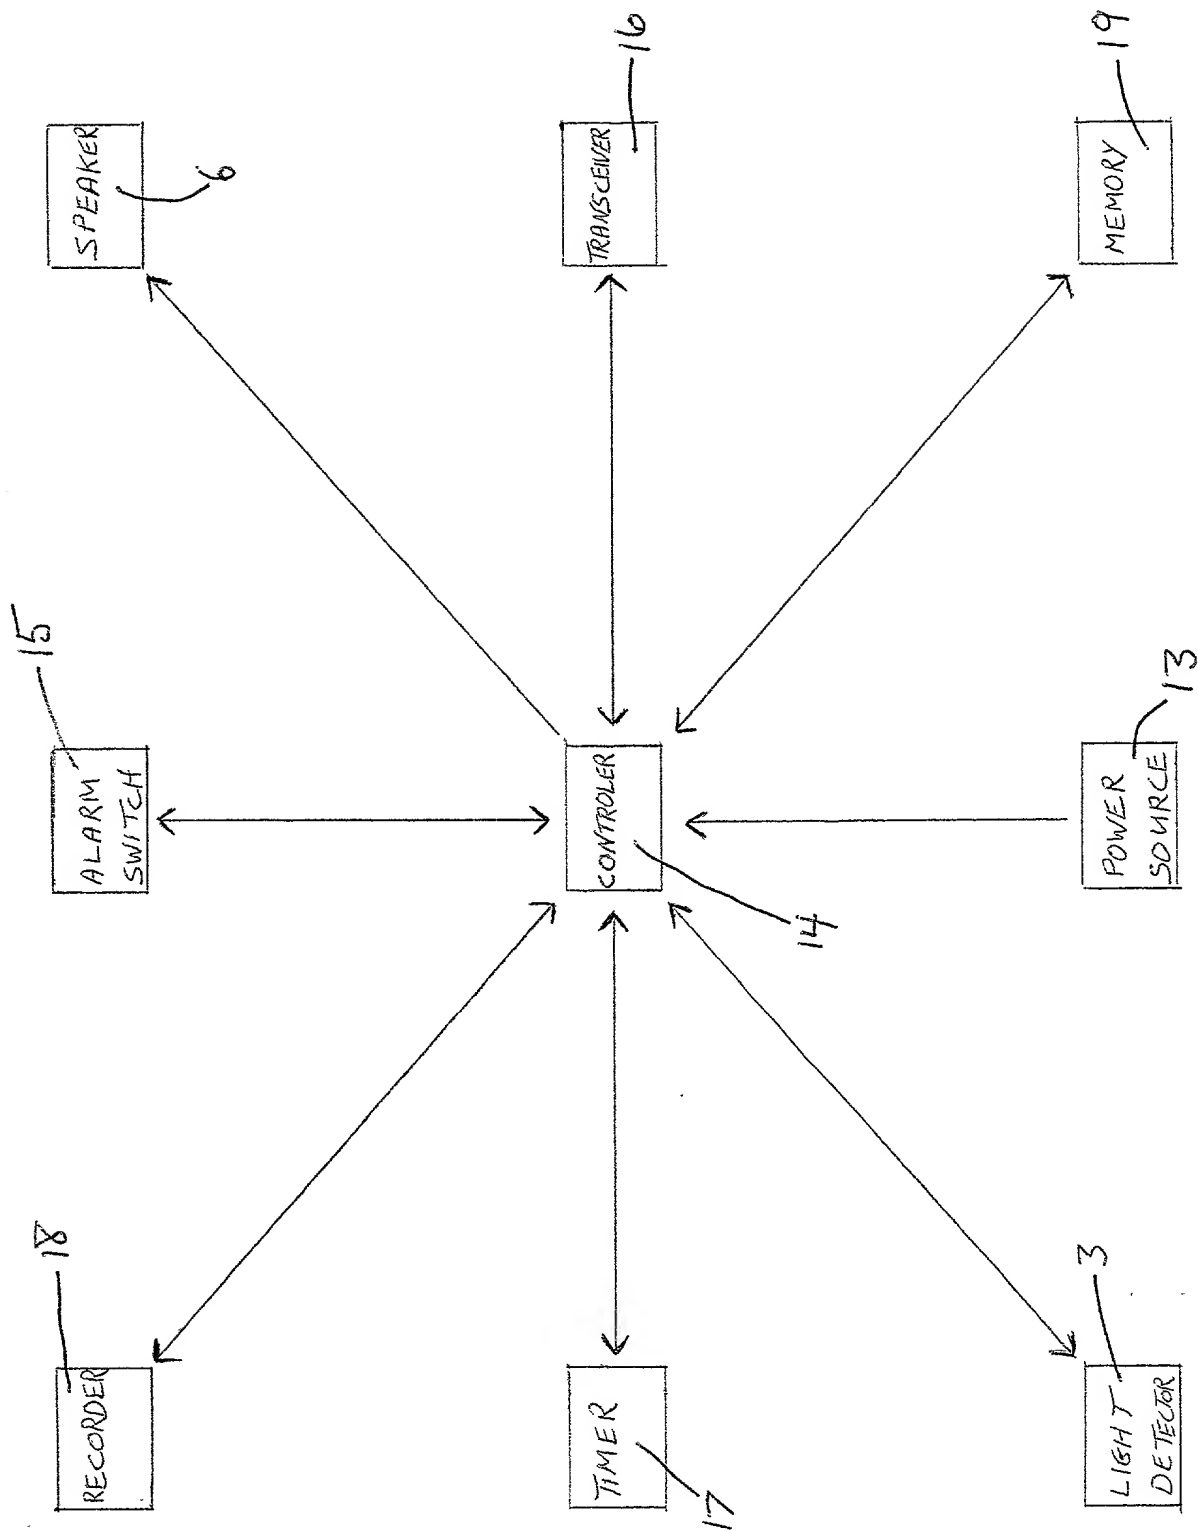 18
RECORDER
15
ALARM
SWITCH
SPEAKER
6
TIMER
17
CONTROLER
14
16
TRANSCEIVER
3
LIGHT
DETECTOR
13
POWER
SOURCE
19
MEMORY